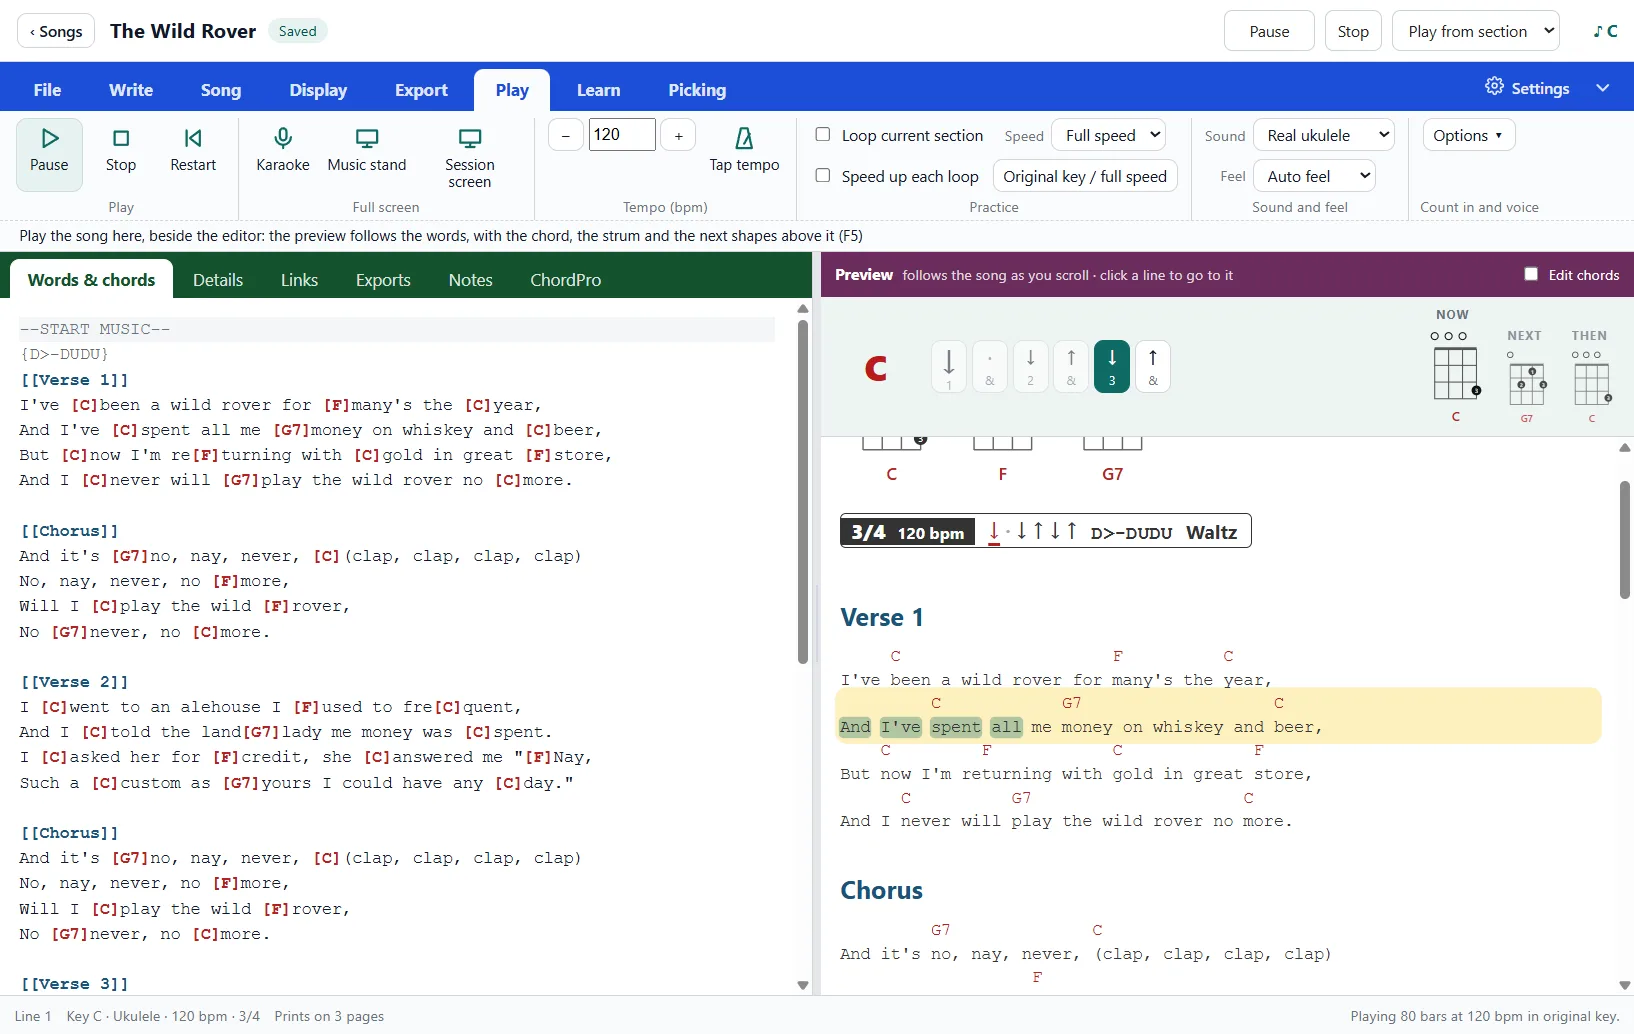 ‹ Songs The Wild Rover Saved Pause Stop Play from section ♪ C
File Write Song Display Export Play Learn Picking Settings
Pause Stop Restart Karaoke Music stand Session screen − 120 + Tap tempo Loop current section Speed Full speed Sound Real ukulele Options ▾
Speed up each loop Original key / full speed Feel Auto feel
Play Full screen Tempo (bpm) Practice Sound and feel Count in and voice
Play the song here, beside the editor: the preview follows the words, with the chord, the strum and the next shapes above it (F5)
Words & chords Details Links Exports Notes ChordPro
--START MUSIC--
{D>-DUDU}
[[Verse 1]]
I've [C]been a wild rover for [F]many's the [C]year,
And I've [C]spent all me [G7]money on whiskey and [C]beer,
But [C]now I'm re[F]turning with [C]gold in great [F]store,
And I [C]never will [G7]play the wild rover no [C]more.
[[Chorus]]
And it's [G7]no, nay, never, [C](clap, clap, clap, clap)
No, nay, never, no [F]more,
Will I [C]play the wild [F]rover,
No [G7]never, no [C]more.
[[Verse 2]]
I [C]went to an alehouse I [F]used to fre[C]quent,
And I [C]told the land[G7]lady me money was [C]spent.
I [C]asked her for [F]credit, she [C]answered me "[F]Nay,
Such a [C]custom as [G7]yours I could have any [C]day."
[[Chorus]]
And it's [G7]no, nay, never, [C](clap, clap, clap, clap)
No, nay, never, no [F]more,
Will I [C]play the wild [F]rover,
No [G7]never, no [C]more.
[[Verse 3]]
Preview follows the song as you scroll · click a line to go to it Edit chords
NOW NEXT THEN
C ↓ · ↓ ↑ ↓ ↑
1 & 2 & 3 &
C G7 C
C F G7
3/4 120 bpm ↓·↓↑↓↑ D>-DUDU Waltz
Verse 1
C F C
I've been a wild rover for many's the year,
C G7 C
And I've spent all me money on whiskey and beer,
C F C F
But now I'm returning with gold in great store,
C G7 C
And I never will play the wild rover no more.
Chorus
G7 C
And it's no, nay, never, (clap, clap, clap, clap)
F
Line 1 Key C · Ukulele · 120 bpm · 3/4 Prints on 3 pages Playing 80 bars at 120 bpm in original key.